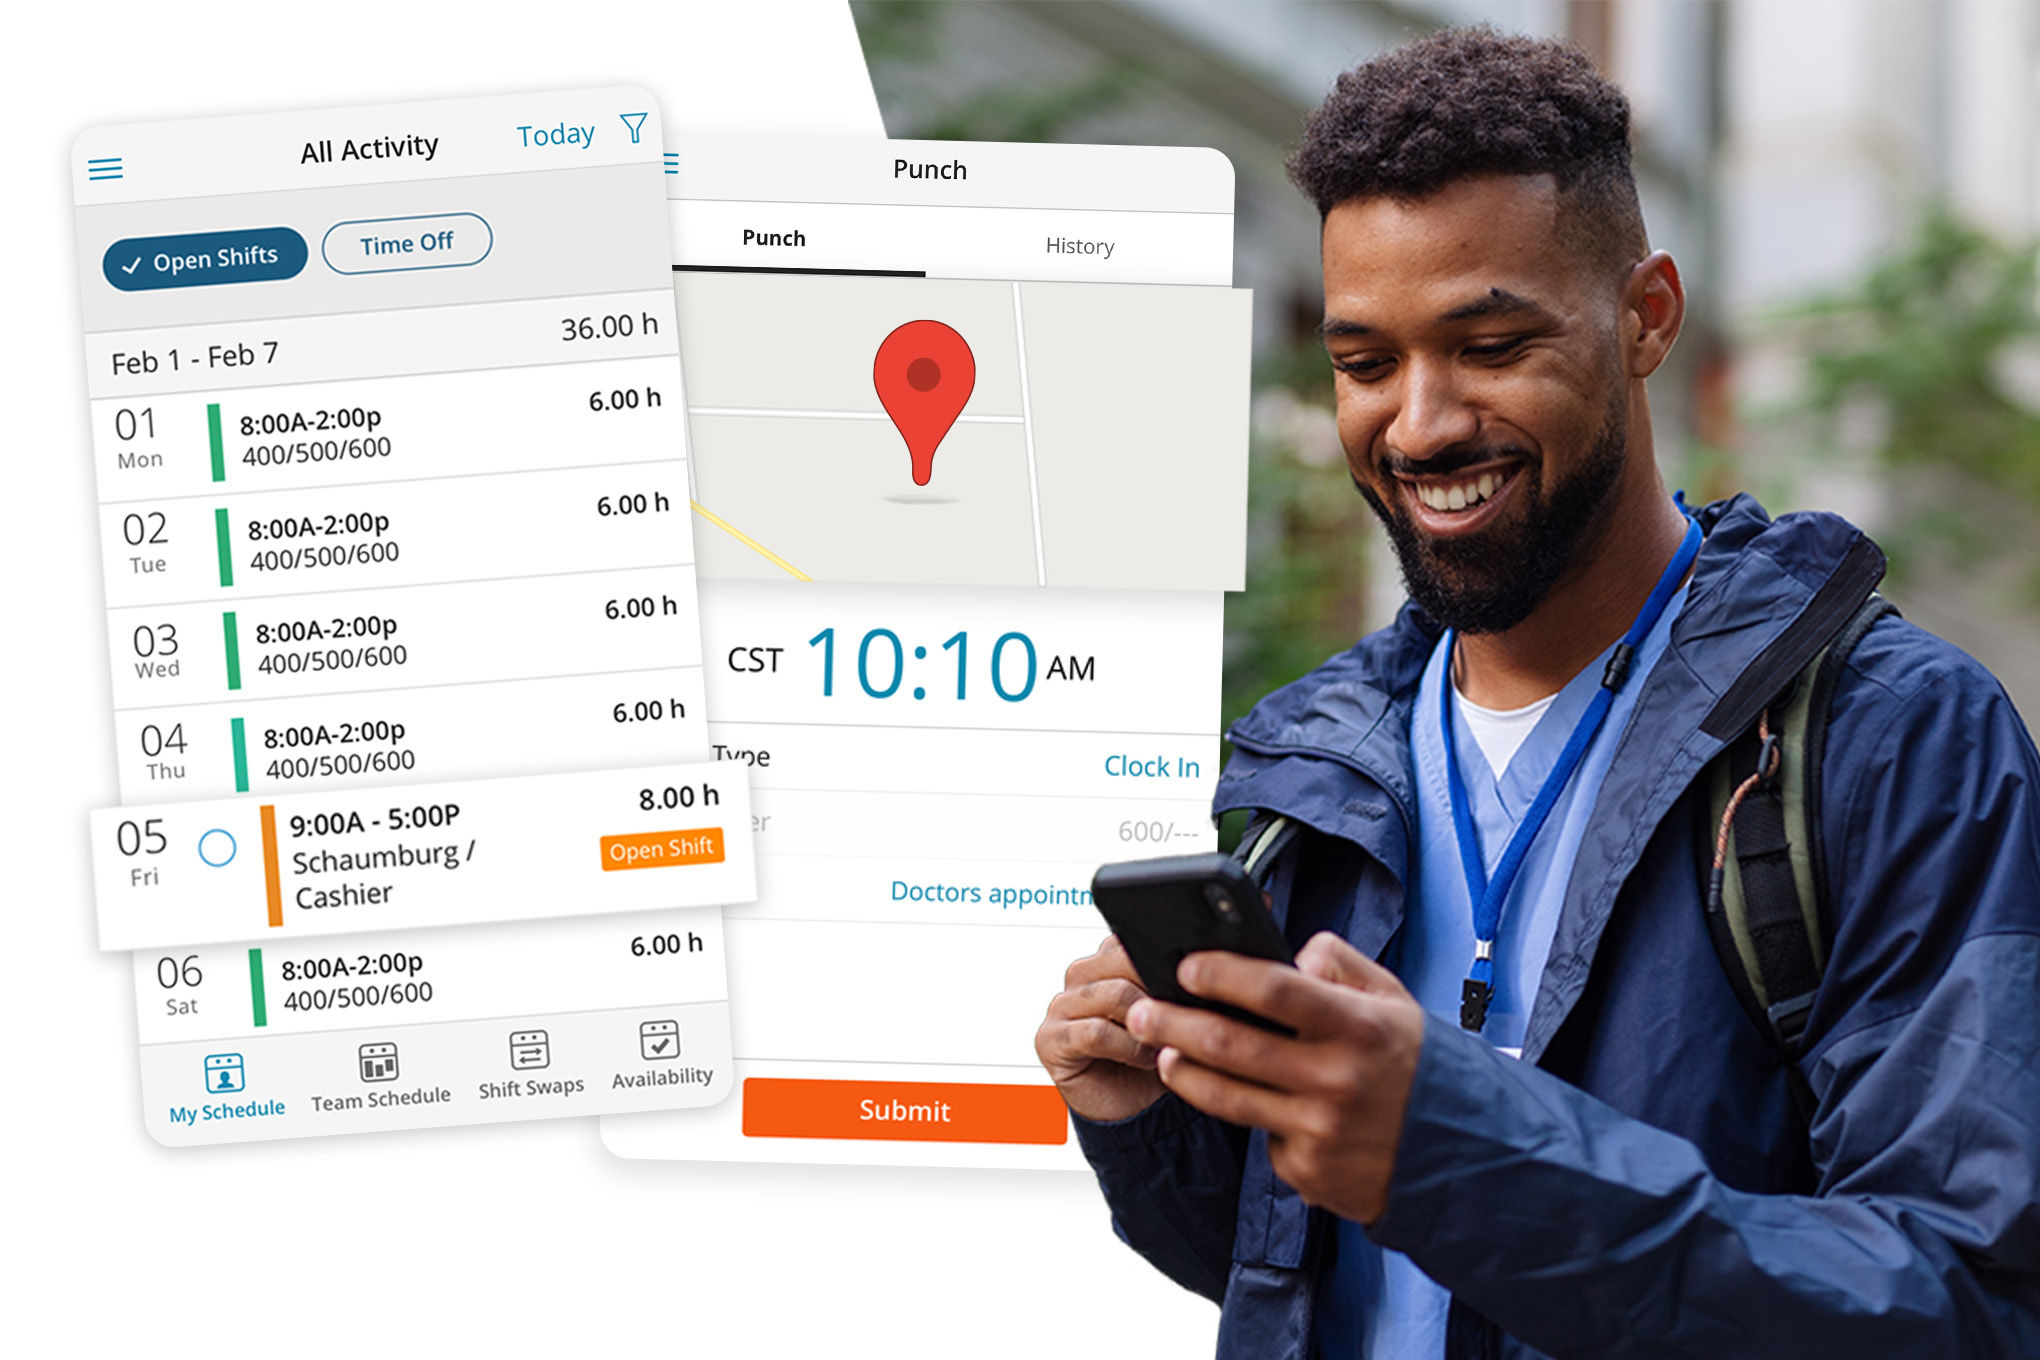 All Activity
Today
Open Shifts
Time Off
Feb 1 - Feb 7
36.00 h
01
Mon
8:00A-2:00p
400/500/600
6.00 h
02
Tue
8:00A-2:00p
400/500/600
6.00 h
03
Wed
8:00A-2:00p
400/500/600
6.00 h
04
Thu
8:00A-2:00p
400/500/600
6.00 h
05
Fri
9:00A - 5:00P
Schaumburg /
Cashier
8.00 h
Open Shift
06
Sat
8:00A-2:00p
400/500/600
6.00 h
My Schedule
Team Schedule
Shift Swaps
Availability
Punch
Punch
History
CST 10:10 AM
Type
Clock In
600/---
Doctors
Submit